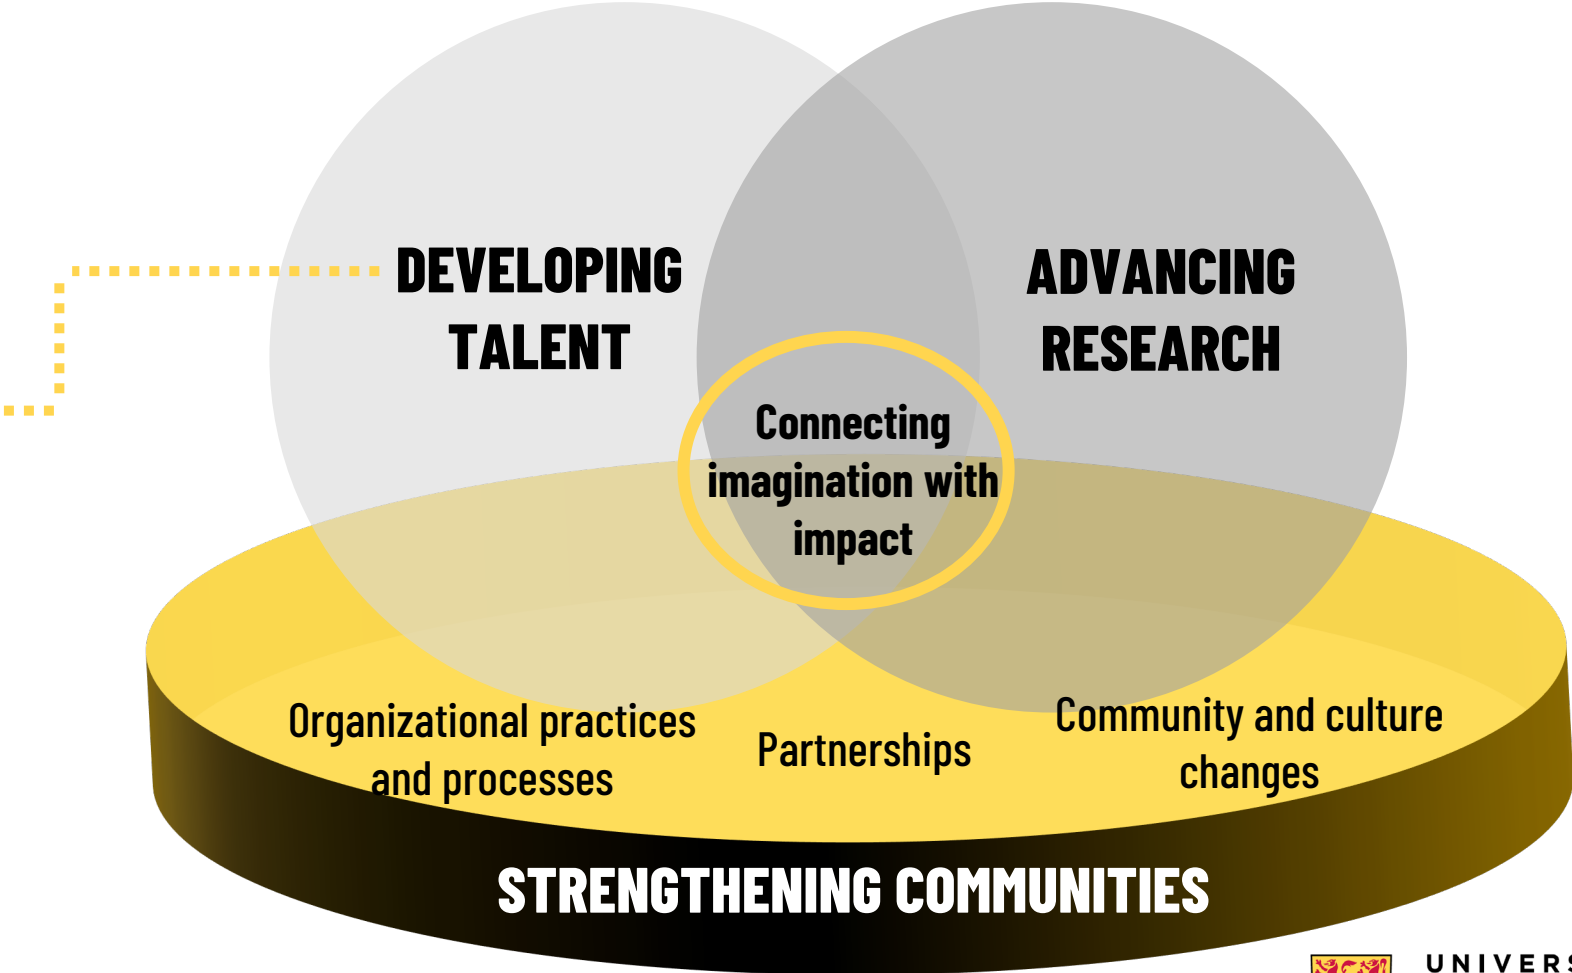 DEVELOPING
TALENT
ADVANCING
RESEARCH
Connecting
imagination with
impact
Organizational practices
and processes
Partnerships
Community and culture
changes
STRENGTHENING COMMUNITIES
UNIVERS